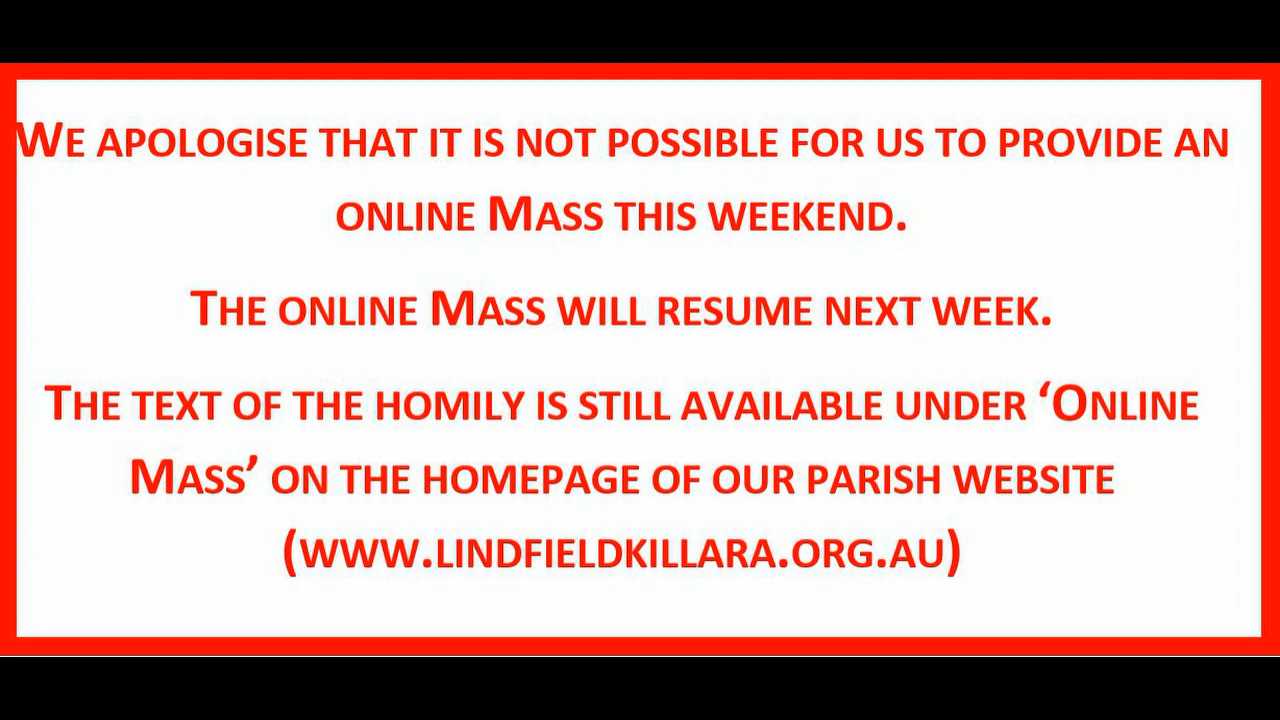 We apologise that it is not possible for us to provide an
online Mass this weekend.
The online Mass will resume next week.
The text of the homily is still available under ‘Online
Mass’ on the homepage of our parish website
(www.lindfieldkillara.org.au)